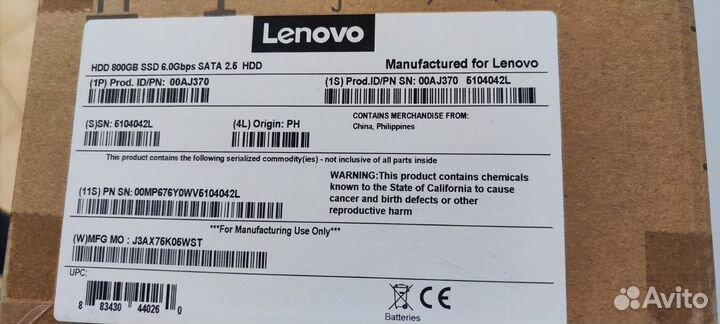 Lenovo
HDD 800GB SSD 6.0Gbps SATA 2.5 HDD
Manufactured for Lenovo
(1P) Prod. ID/PN: 00AJ370
(1S) Prod.ID/PN SN: 00AJ370 5104042L
(S)SN: 5104042L
(4L) Origin: PH
CONTAINS MERCHANDISE FROM:
China, Philippines
This product contains the following serialized commodity(ies) - not inclusive of all parts inside
(11S) PN SN: 00MP676Y0WV5104042L
WARNING:This product contains chemicals
known to the State of California to cause
cancer and birth defects or other
reproductive harm
***For Manufacturing Use Only***
(W)MFG MO : J3AX75K05WST
UPC:
8 83430 44026 0
Batteries
CE
Avito